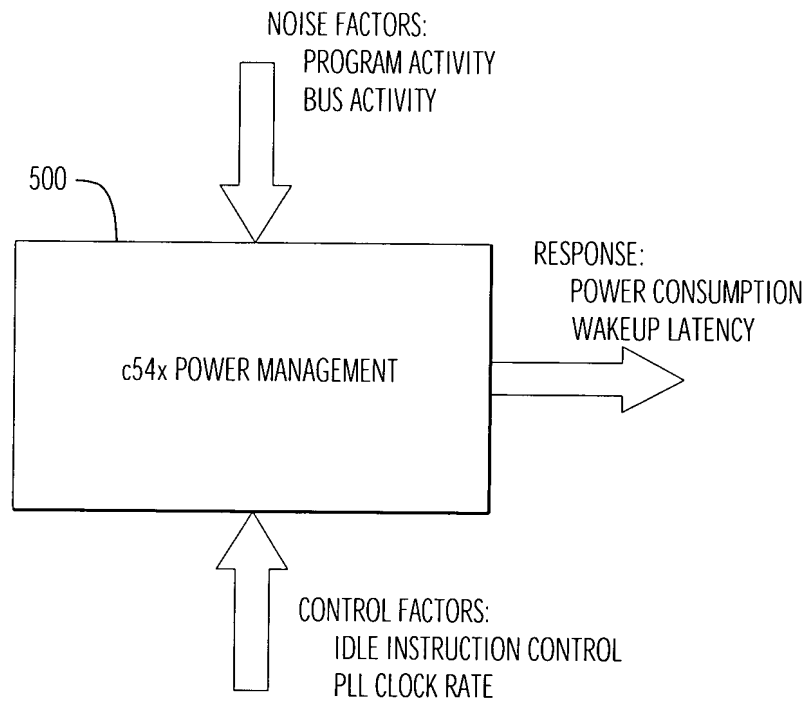 NOISE FACTORS:
PROGRAM ACTIVITY
BUS ACTIVITY
500
RESPONSE:
POWER CONSUMPTION
WAKEUP LATENCY
c54x POWER MANAGEMENT
CONTROL FACTORS:
IDLE INSTRUCTION CONTROL
PLL CLOCK RATE